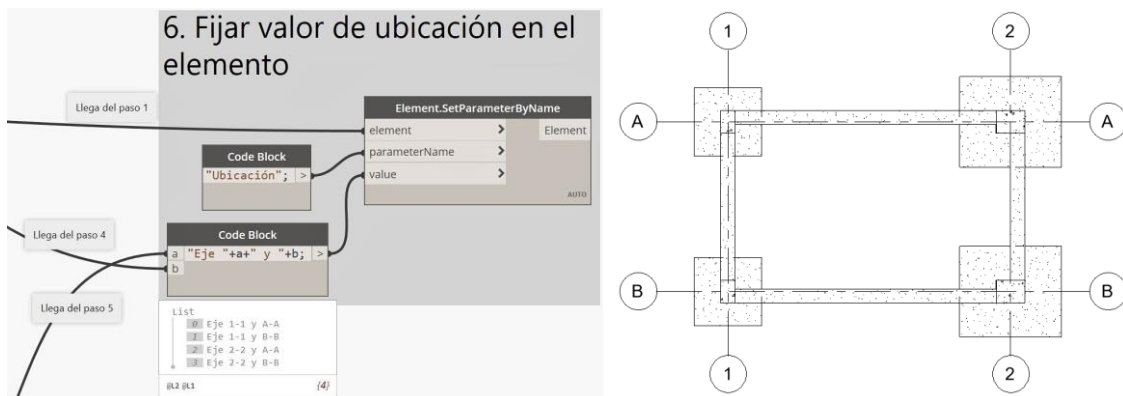 6. Fijar valor de ubicación en el
elemento
Llega del paso 1
Element.SetParameterByName
element > Element
parameterName >
value >
AUTO
Code Block
"Ubicación"; >
Llega del paso 4
Code Block
a "Eje "+a+" y "+b; >
b
Llega del paso 5
List
0 Eje 1-1 y A-A
1 Eje 1-1 y B-B
2 Eje 2-2 y A-A
3 Eje 2-2 y B-B
@L2 @L1 {4}
1 2
A A
B B
1 2